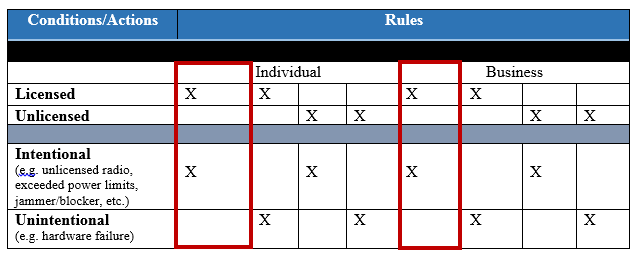 Conditions/Actions Rules
Individual Business
Licensed X X X X
Unlicensed X X X X
Intentional
(e.g. unlicensed radio,
exceeded power limits,
jammer/blocker, etc.) X X X X
Unintentional X X X X
(e.g. hardware failure)